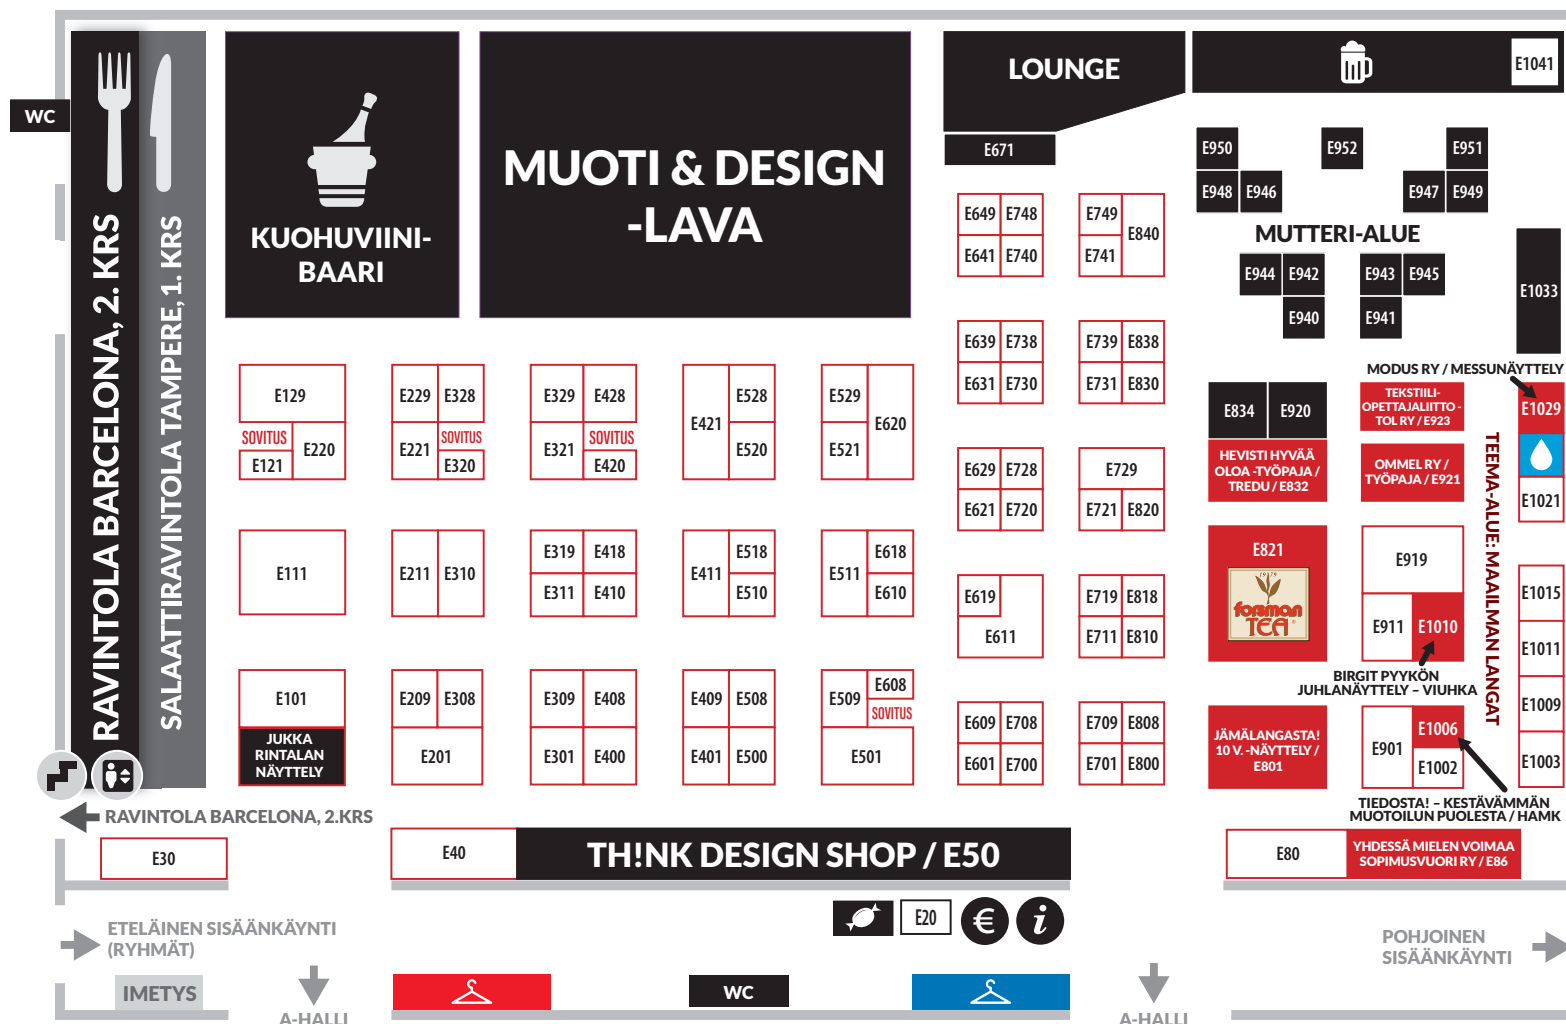 WC
RAVINTOLA BARCELONA, 2. KRS
SALAATTIRAVINTOLA TAMPERE, 1. KRS
KUOHUVIINI-
BAARI
MUOTI & DESIGN
-LAVA
LOUNGE
E671
E1041
E950
E952
E951
E948 E946
E947 E949
MUTTERI-ALUE
E944 E942
E943 E945
E940
E941
E1033
E649 E748
E641 E740
E749
E840
E741
E639 E738
E631 E730
E739 E838
E731 E830
E629 E728
E621 E720
E729
E721 E820
E619
E611
E719 E818
E711 E810
E609 E708
E601 E700
E709 E808
E701 E800
E129
SOVITUS
E220
E121
E229 E328
E221
SOVITUS
E320
E329 E428
E321
SOVITUS
E420
E421
E528
E520
E529
E620
E521
E111
E211 E310
E319 E418
E311 E410
E411
E518
E510
E511
E618
E610
E101
JUKKA
RINTALAN
NÄYTTELY
E209 E308
E201
E309 E408
E301 E400
E409 E508
E401 E500
E509
E608
SOVITUS
E501
MODUS RY / MESSUNÄYTTELY
E834 E920
HEVISTI HYVÄÄ
OLOA -TYÖPAJA /
TREDU / E832
TEKSTIILI-
OPETTAJALIITTO -
TOL RY / E923
OMMEL RY /
TYÖPAJA / E921
TEEMA-ALUE: MAAILMAN LANGAT
E1029
E1021
E821
1979
forsman
TEA
®
E919
E911
E1010
BIRGIT PYYKÖN
JUHLANÄYTTELY – VIUHKA
E1015
E1011
E1009
E1003
JÄMÄLANGASTA!
10 V. -NÄYTTELY /
E801
E901
E1006
E1002
TIEDOSTA! – KESTÄVÄMMÄN
MUOTOILUN PUOLESTA / HAMK
RAVINTOLA BARCELONA, 2.KRS
E30
E40
TH!NK DESIGN SHOP / E50
E80
YHDESSÄ MIELEN VOIMAA
SOPIMUSVUORI RY / E86
E20
€
i
ETELÄINEN SISÄÄNKÄYNTI
(RYHMÄT)
POHJOINEN
SISÄÄNKÄYNTI
IMETYS
A-HALLI
WC
A-HALLI